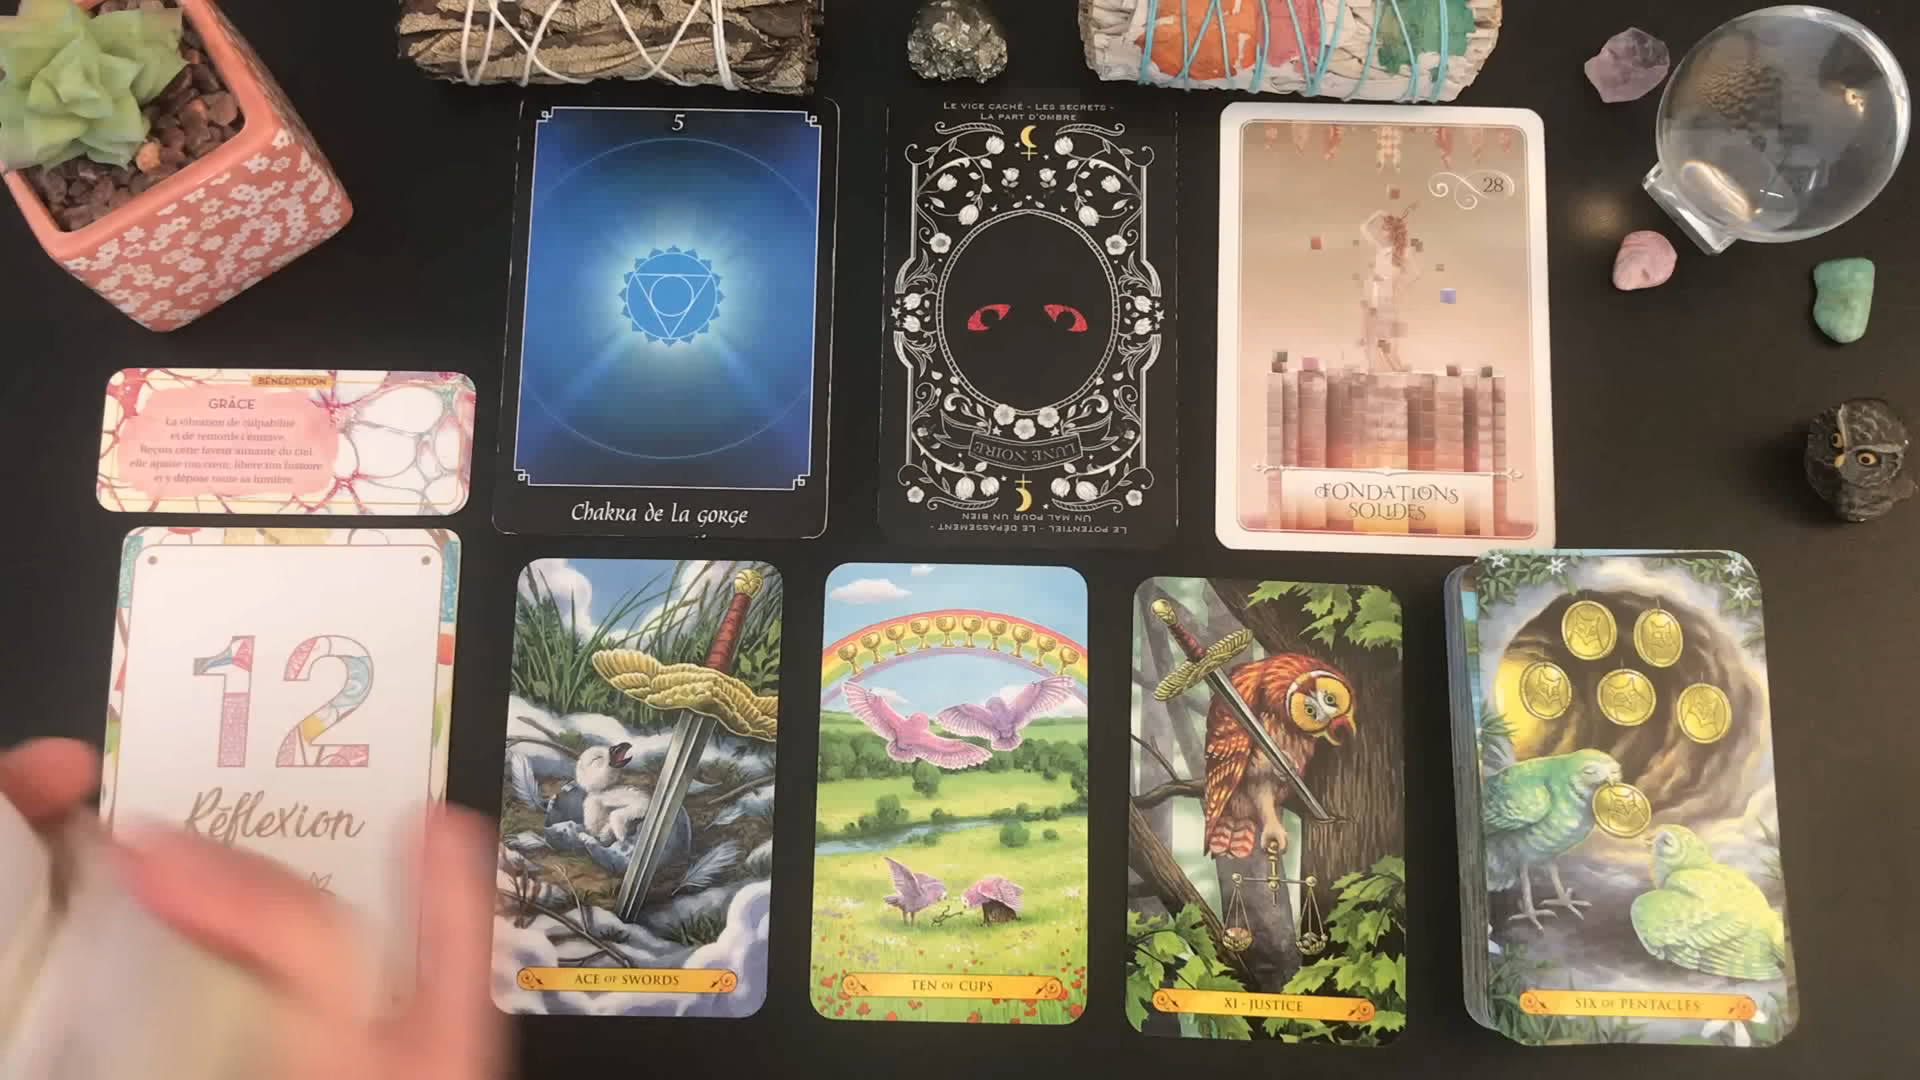 5
Chakra de la gorge
LE VICE CACHÉ - LES SECRETS -
LA PART D'OMBRE
LUNE NOIRE
LE POTENTIEL - LE DÉPASSEMENT -
UN MAL POUR UN BIEN
28
FONDATIONS
SOLIDES
BÉNÉDICTION
GRÂCE
La vibration de culpabilité
et de remords t'entrave.
Reçois cette faveur aimante du ciel,
elle apaise ton cœur, libère ton histoire
et y dépose toute sa lumière.
12
Réflexion
ACE OF SWORDS
TEN OF CUPS
XI - JUSTICE
SIX OF PENTACLES